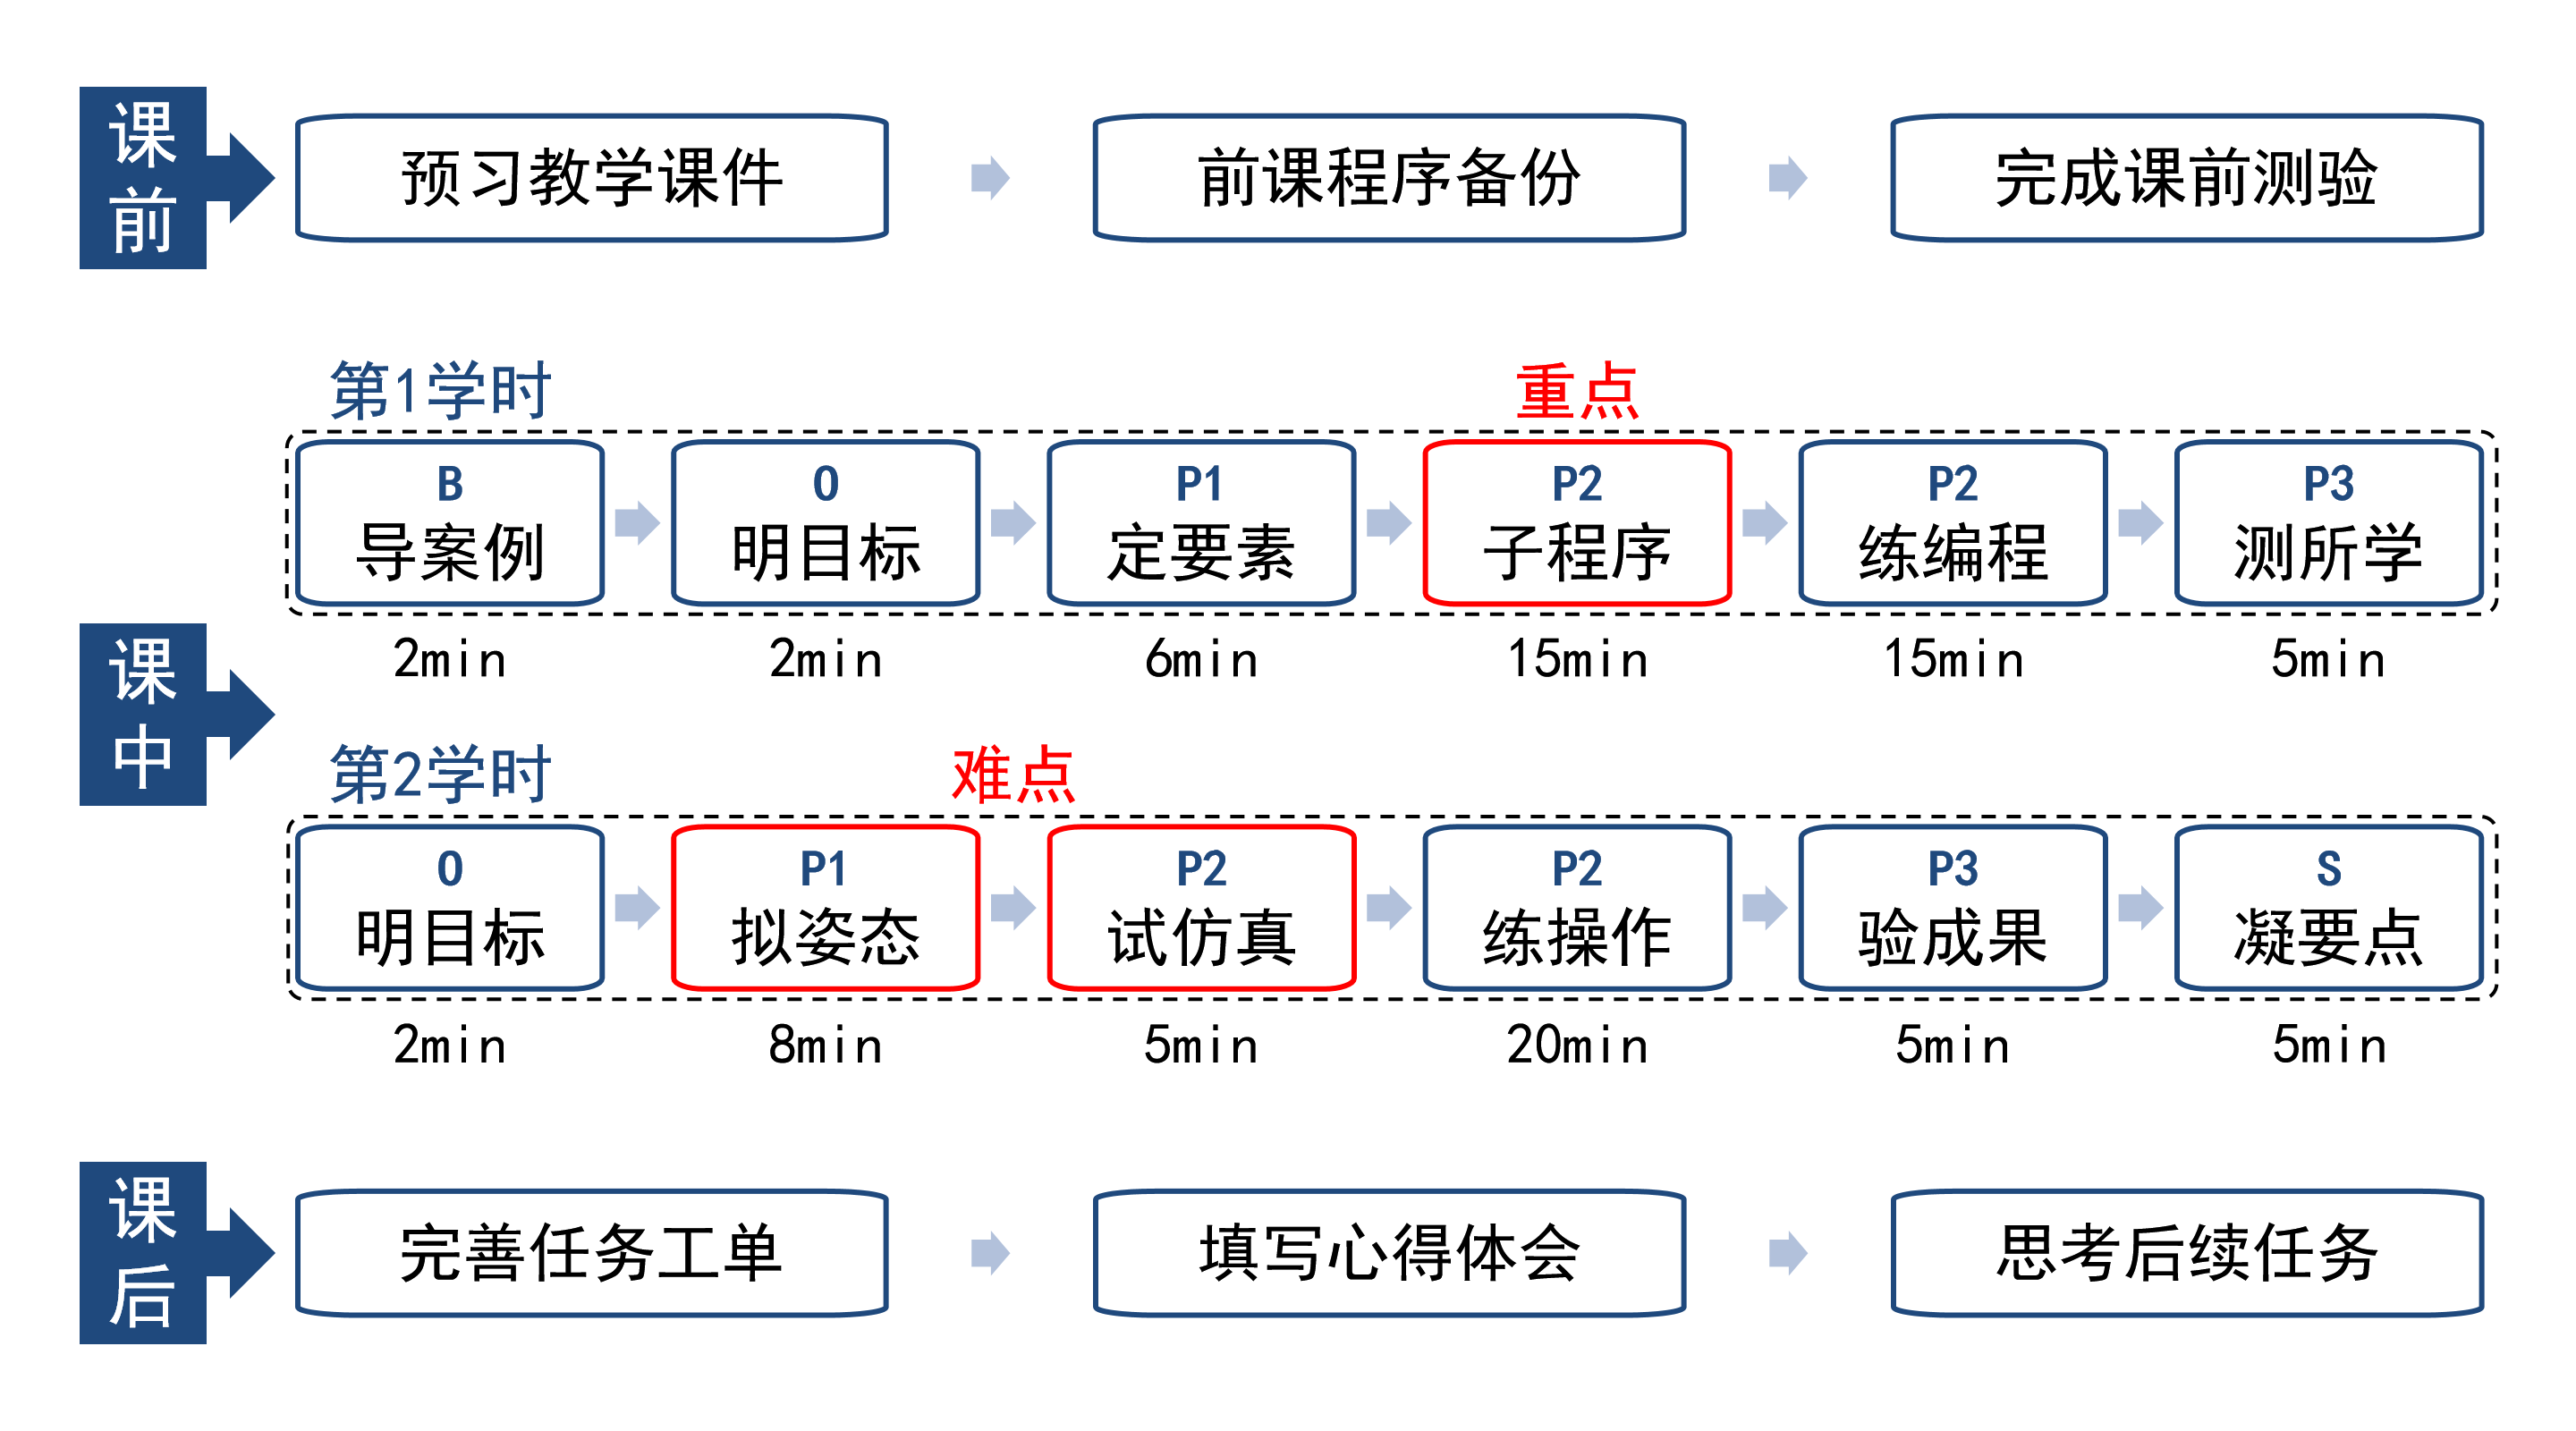 课前
预习教学课件
前课程序备份
完成课前测验
第1学时
重点
B
导案例
O
明目标
P1
定要素
P2
子程序
P2
练编程
P3
测所学
2min
2min
6min
15min
15min
5min
课中
第2学时
难点
O
明目标
P1
拟姿态
P2
试仿真
P2
练操作
P3
验成果
S
凝要点
2min
8min
5min
20min
5min
5min
课后
完善任务工单
填写心得体会
思考后续任务